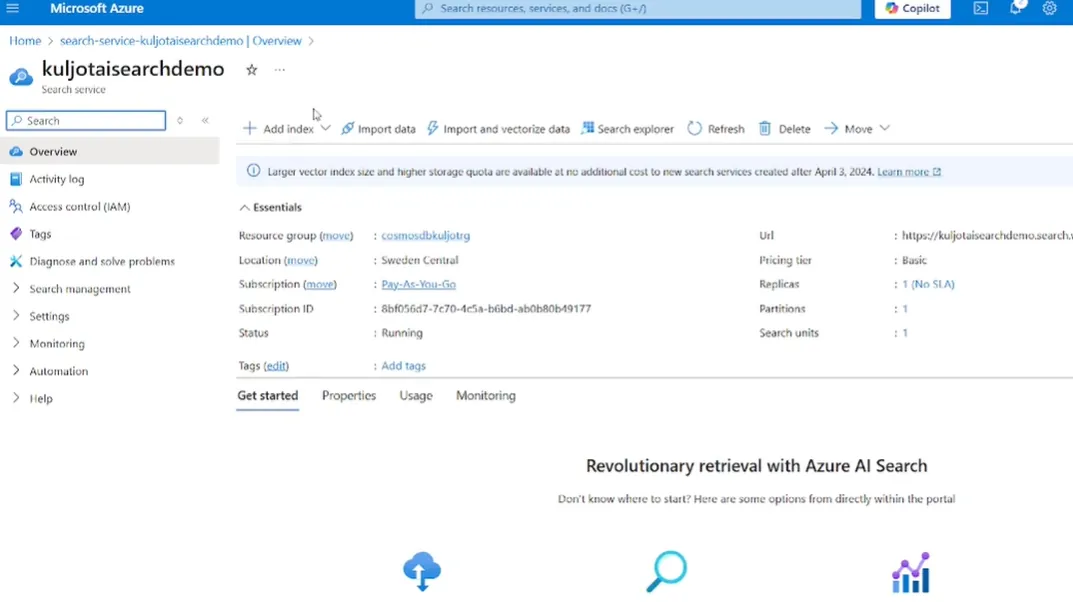 Microsoft Azure
Search resources, services, and docs (G+/)
Copilot
Home > search-service-kuljotaisearchdemo | Overview >
kuljotaisearchdemo
Search service
Search
Add index
Import data
Import and vectorize data
Search explorer
Refresh
Delete
Move
Overview
Activity log
Access control (IAM)
Tags
Diagnose and solve problems
Search management
Settings
Monitoring
Automation
Help
Larger vector index size and higher storage quota are available at no additional cost to new search services created after April 3, 2024. Learn more
Essentials
Resource group (move) : cosmosdbkuljotrg
Location (move) : Sweden Central
Subscription (move) : Pay-As-You-Go
Subscription ID : 8bf056d7-7c70-4c5a-b6bd-ab0b80b49177
Status : Running
Url : https://kuljotaisearchdemo.search.w
Pricing tier : Basic
Replicas : 1 (No SLA)
Partitions : 1
Search units : 1
Tags (edit) : Add tags
Get started
Properties
Usage
Monitoring
Revolutionary retrieval with Azure AI Search
Don't know where to start? Here are some options from directly within the portal